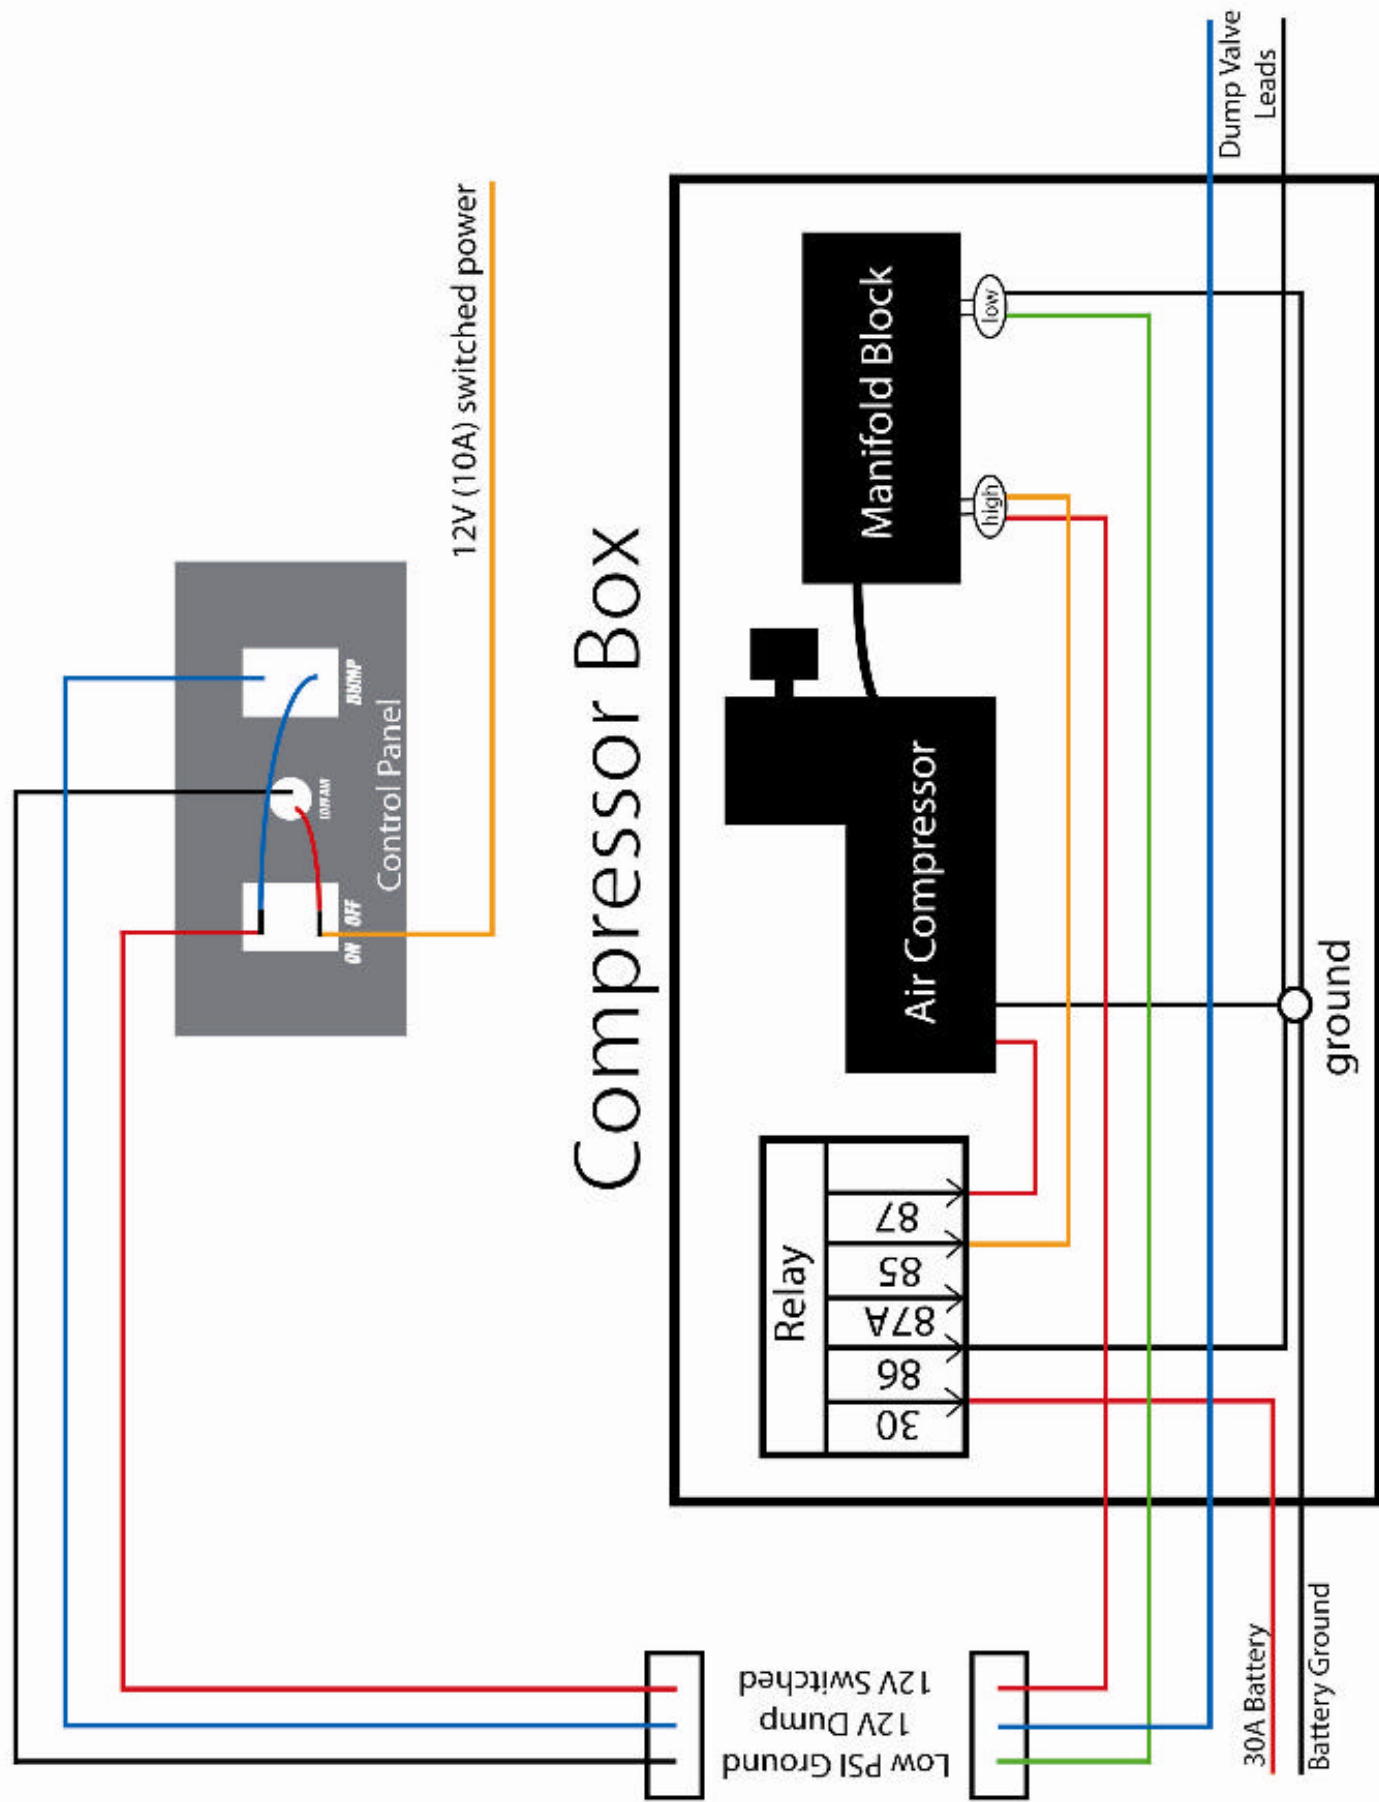 12V (10A) switched power
DUMP
LOW AIR
ON OFF
Control Panel
Compressor Box
Manifold Block
high
low
Air Compressor
Relay
30
86
87A
85
87
ground
Dump Valve
Leads
12V Switched
12V Dump
Low PSI Ground
30A Battery
Battery Ground